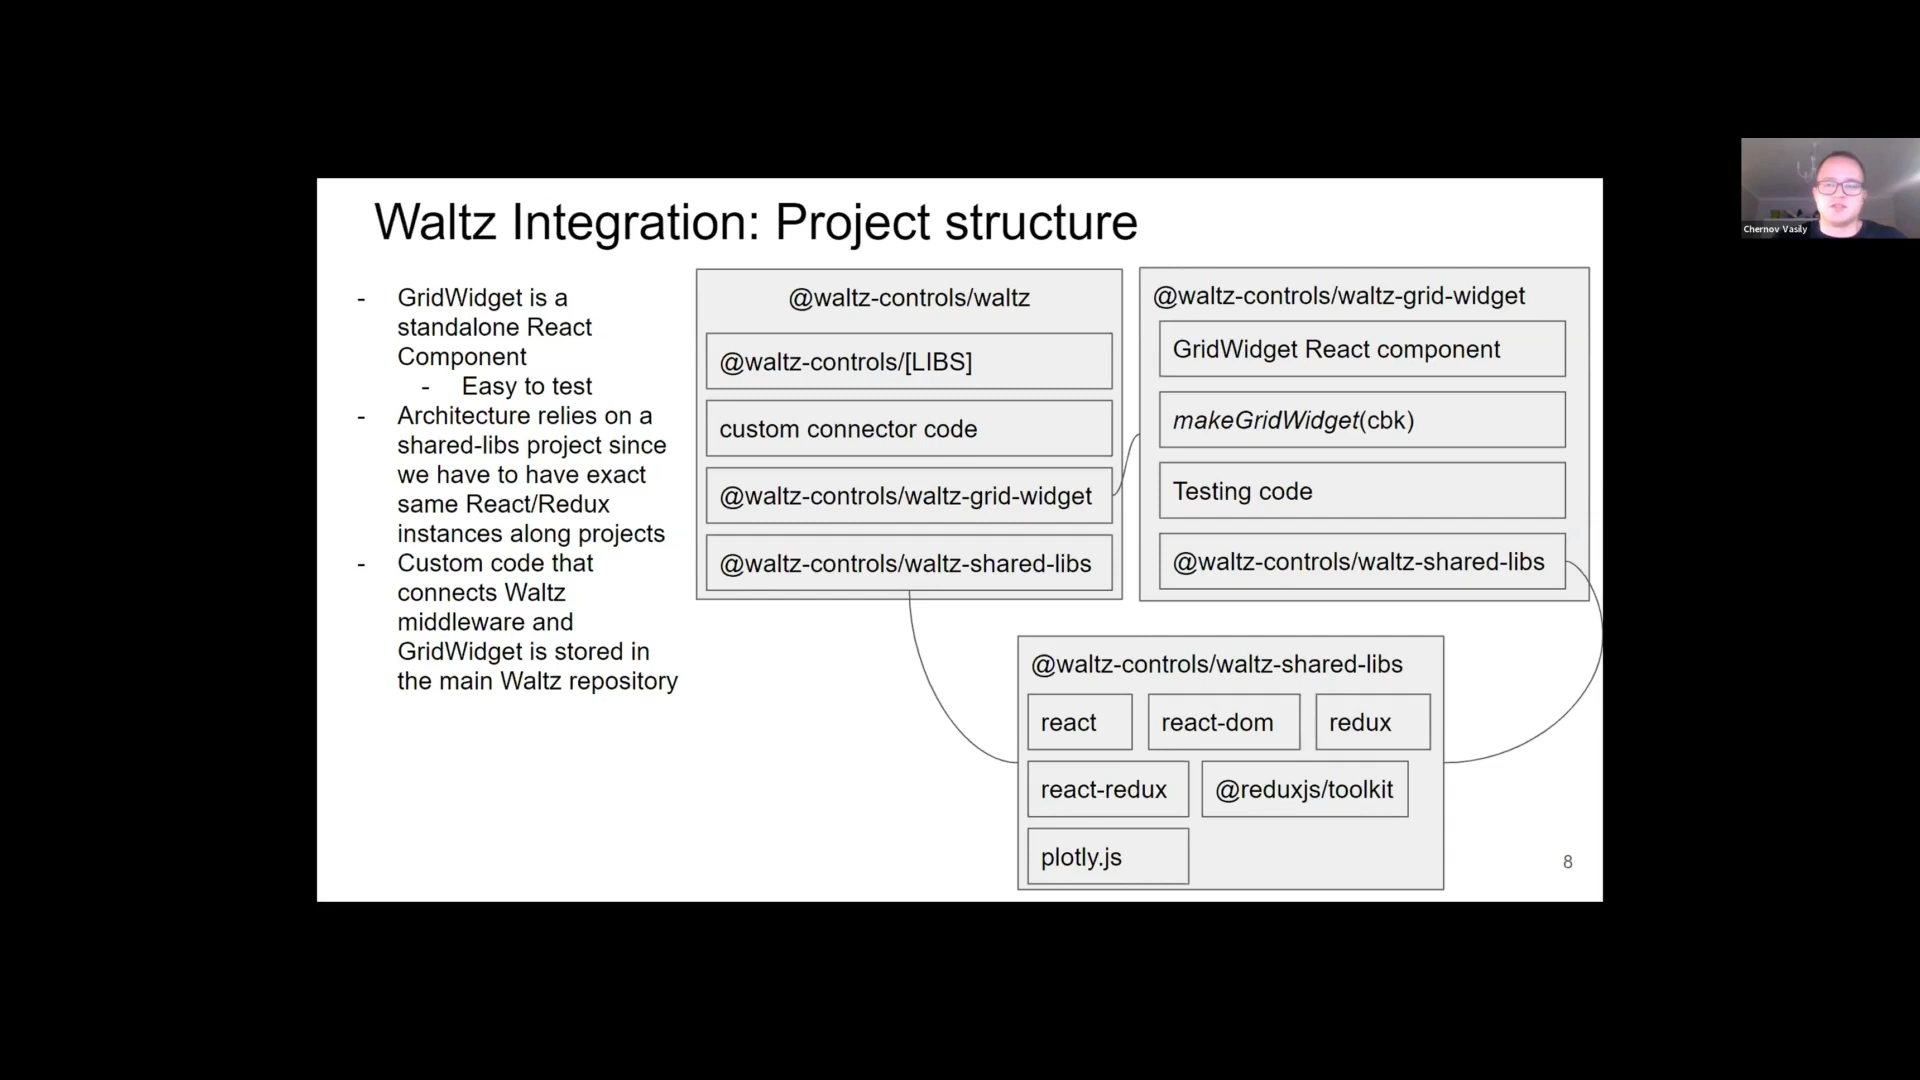 Waltz Integration: Project structure
- GridWidget is a
standalone React
Component
- Easy to test
- Architecture relies on a
shared-libs project since
we have to have exact
same React/Redux
instances along projects
- Custom code that
connects Waltz
middleware and
GridWidget is stored in
the main Waltz repository
@waltz-controls/waltz
@waltz-controls/[LIBS]
custom connector code
@waltz-controls/waltz-grid-widget
@waltz-controls/waltz-shared-libs
@waltz-controls/waltz-grid-widget
GridWidget React component
makeGridWidget(cbk)
Testing code
@waltz-controls/waltz-shared-libs
@waltz-controls/waltz-shared-libs
react
react-dom
redux
react-redux
@reduxjs/toolkit
plotly.js
8
Chernov Vasily